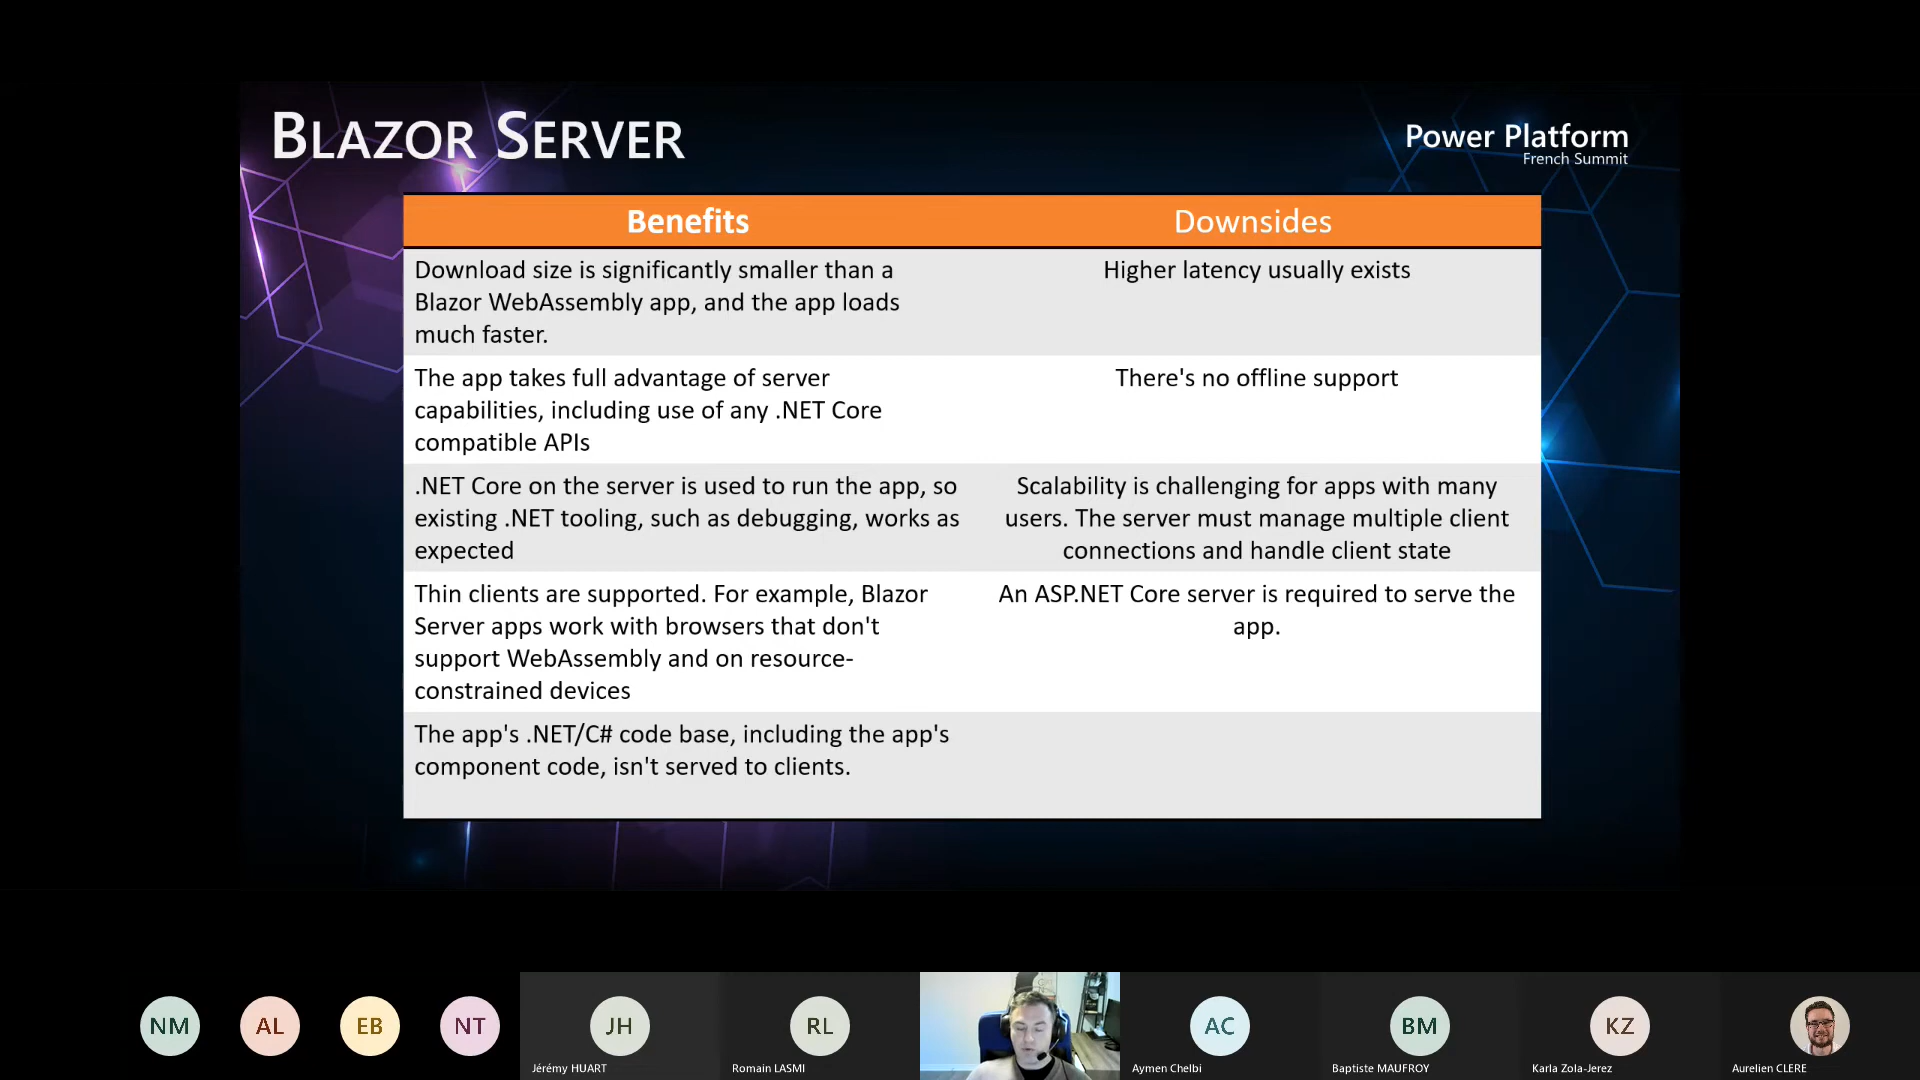 BLAZOR SERVER
Power Platform
French Summit
Benefits
Downsides
Download size is significantly smaller than a
Blazor WebAssembly app, and the app loads
much faster.
Higher latency usually exists
The app takes full advantage of server
capabilities, including use of any .NET Core
compatible APIs
There's no offline support
.NET Core on the server is used to run the app, so
existing .NET tooling, such as debugging, works as
expected
Scalability is challenging for apps with many
users. The server must manage multiple client
connections and handle client state
Thin clients are supported. For example, Blazor
Server apps work with browsers that don't
support WebAssembly and on resource-
constrained devices
An ASP.NET Core server is required to serve the
app.
The app's .NET/C# code base, including the app's
component code, isn't served to clients.
NM
AL
EB
NT
JH
RL
AC
BM
KZ
Jérémy HUART
Romain LASMI
Aymen Chelbi
Baptiste MAUFROY
Karla Zola-Jerez
Aurelien CLERE